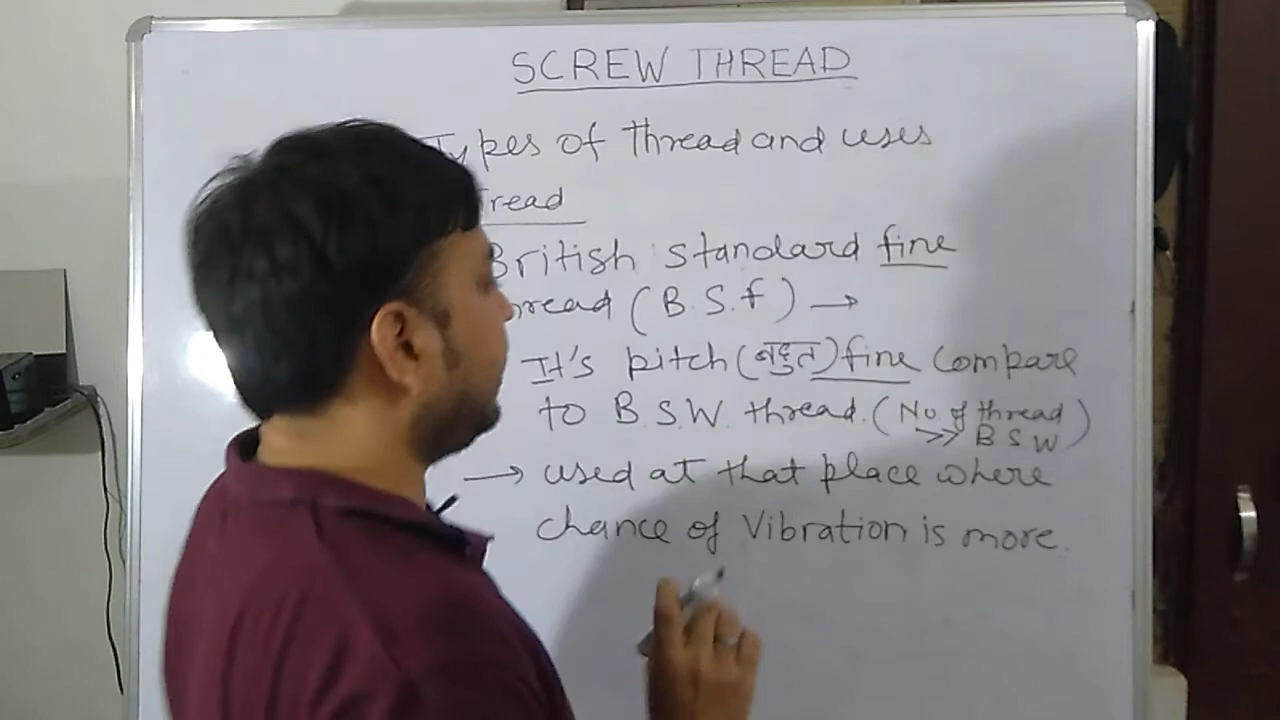 SCREW THREAD
Types of thread and uses
read
British standard fine
hread (B.S.f) →
It's pitch (बहुत) fine Compare
to B.S.W. thread. (No of thread
>> B S W)
→ used at that place where
chance of Vibration is more.